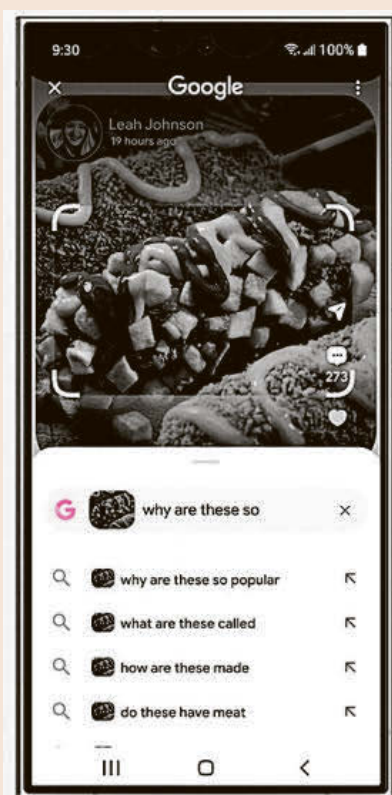 9:30
100%
Google
Leah Johnson
19 hours ago
273
G why are these so
why are these so popular
what are these called
how are these made
do these have meat